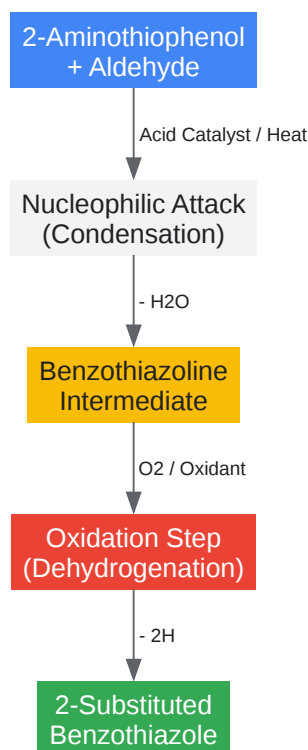 2-Aminothiophenol
+ Aldehyde
Acid Catalyst / Heat
Nucleophilic Attack
(Condensation)
- H2O
Benzothiazoline
Intermediate
O2 / Oxidant
Oxidation Step
(Dehydrogenation)
- 2H
2-Substituted
Benzothiazole